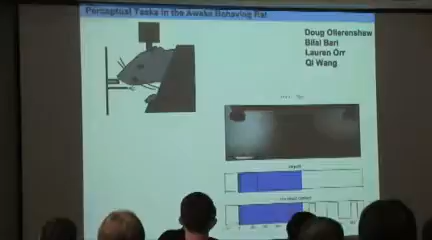 Perceptual Tasks in the Awake Behaving Rat
Doug Ollerenshaw
Bilal Bari
Lauren Orr
Qi Wang